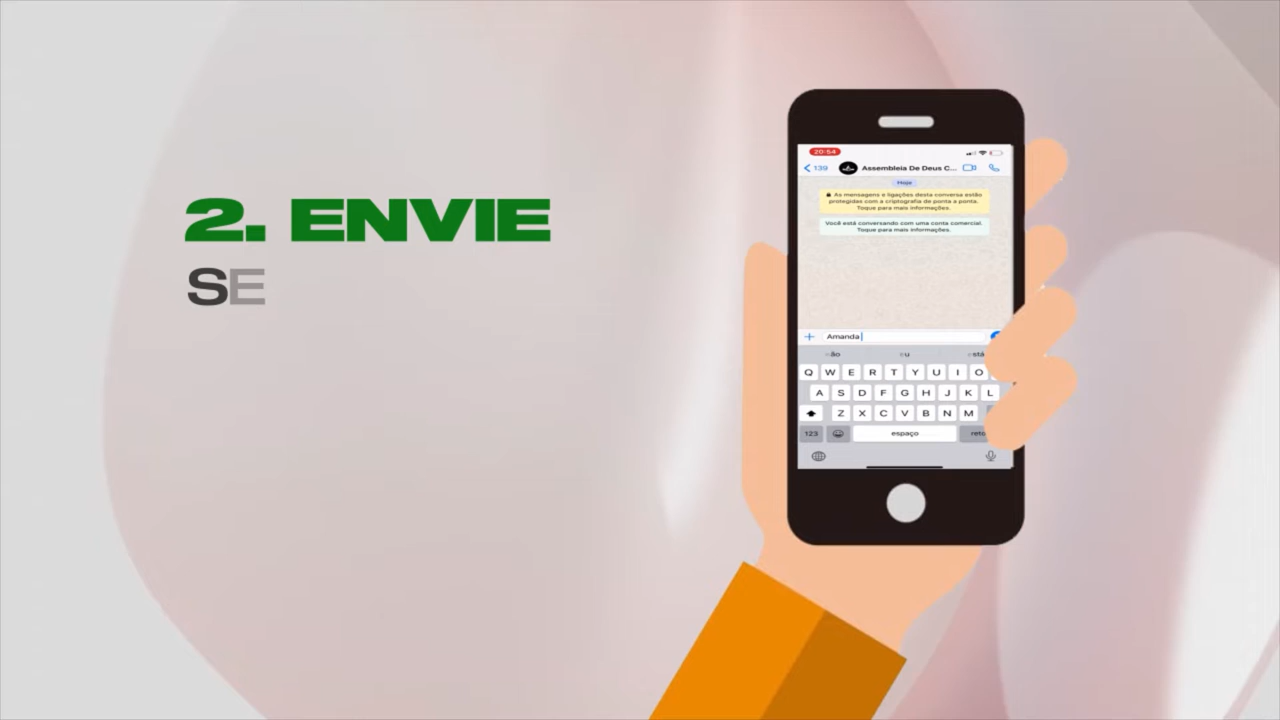 2. ENVIE
SE
20:54
139
Assembleia De Deus C...
Hoje
As mensagens e ligações desta conversa estão
protegidas com a criptografia de ponta a ponta.
Toque para mais informações.
Você está conversando com uma conta comercial.
Toque para mais informações.
Amanda
Q W E R T Y U I O
A S D F G H J K L
Z X C V B N M
123 espaço reto